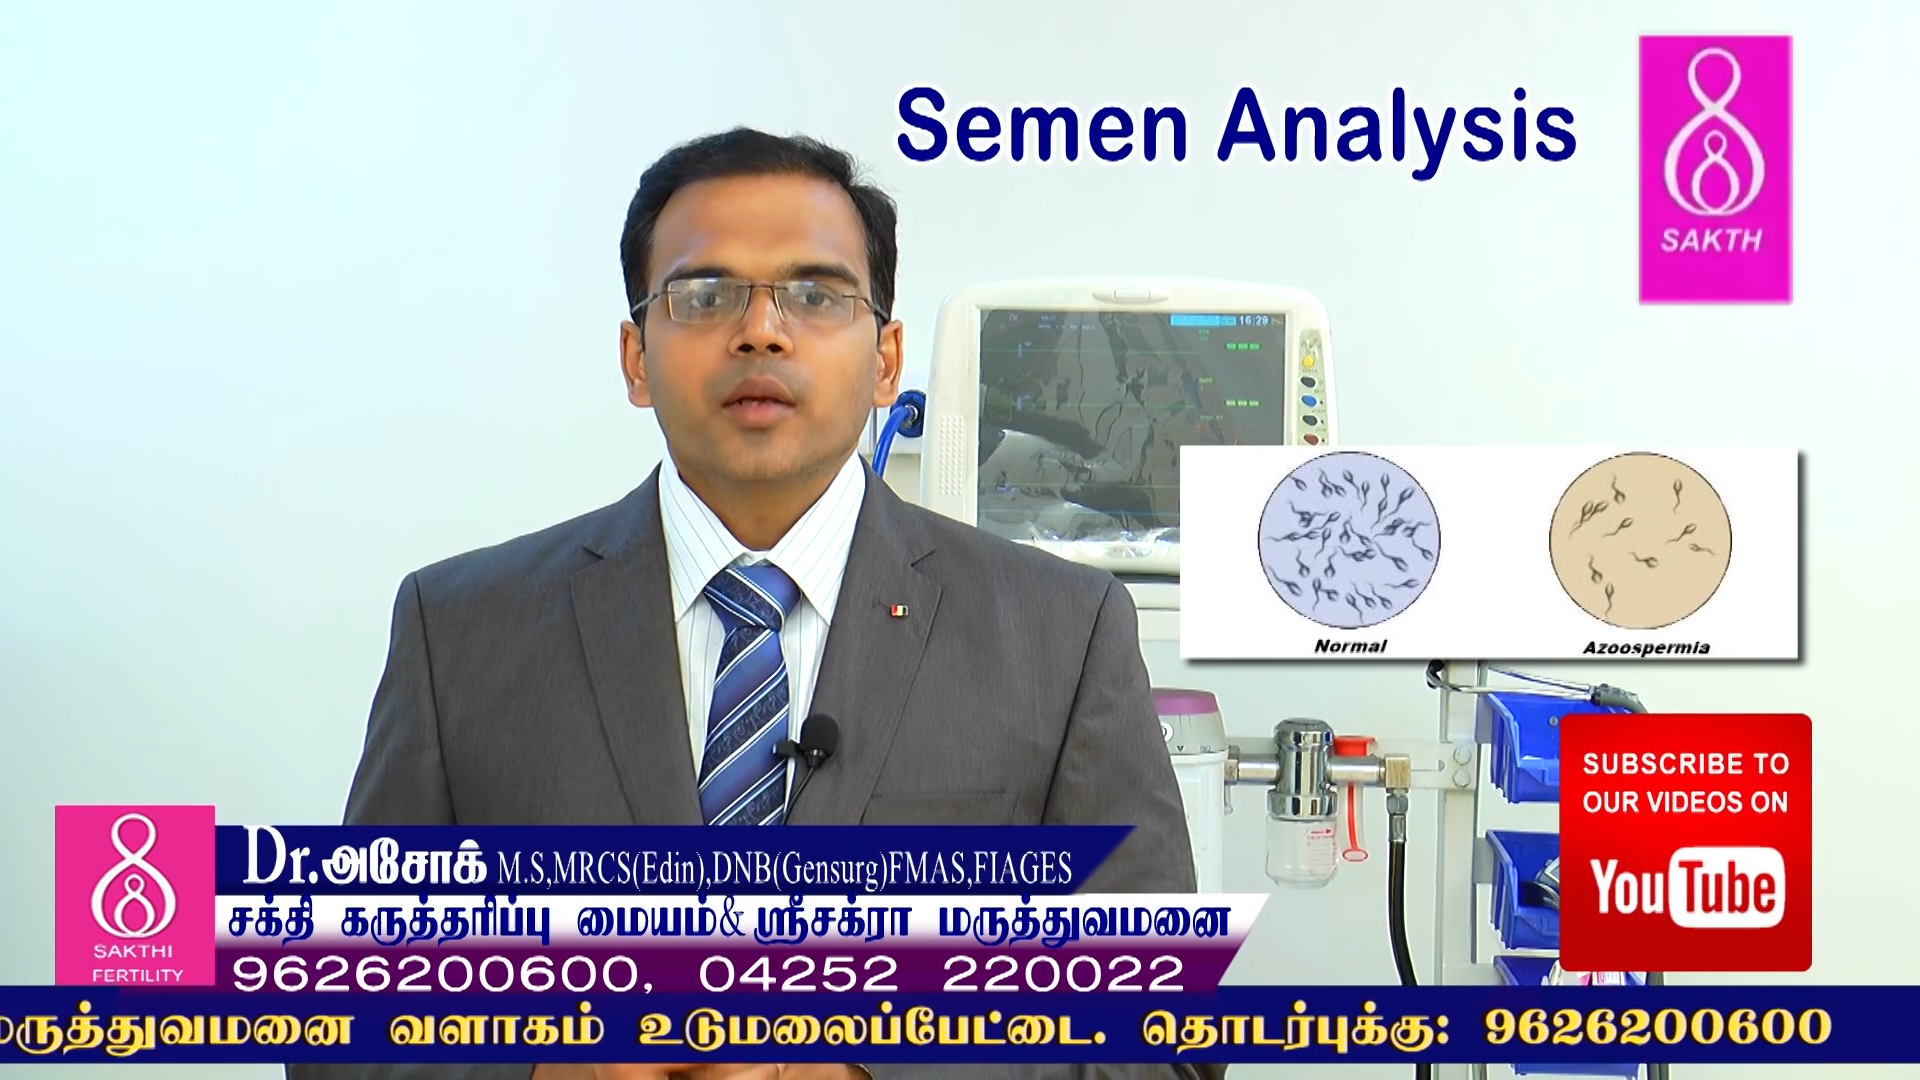 Semen Analysis
SAKTH
16:29
Normal
Azoospermia
SUBSCRIBE TO
OUR VIDEOS ON
YouTube
Dr.அசோக் M.S,MRCS(Edin),DNB(Gensurg)FMAS,FIAGES
சக்தி கருத்தரிப்பு மையம்&ஸ்ரீசக்ரா மருத்துவமனை
SAKTHI
FERTILITY
9626200600, 04252 220022
மருத்துவமனை வளாகம் உடுமலைப்பேட்டை. தொடர்புக்கு: 9626200600